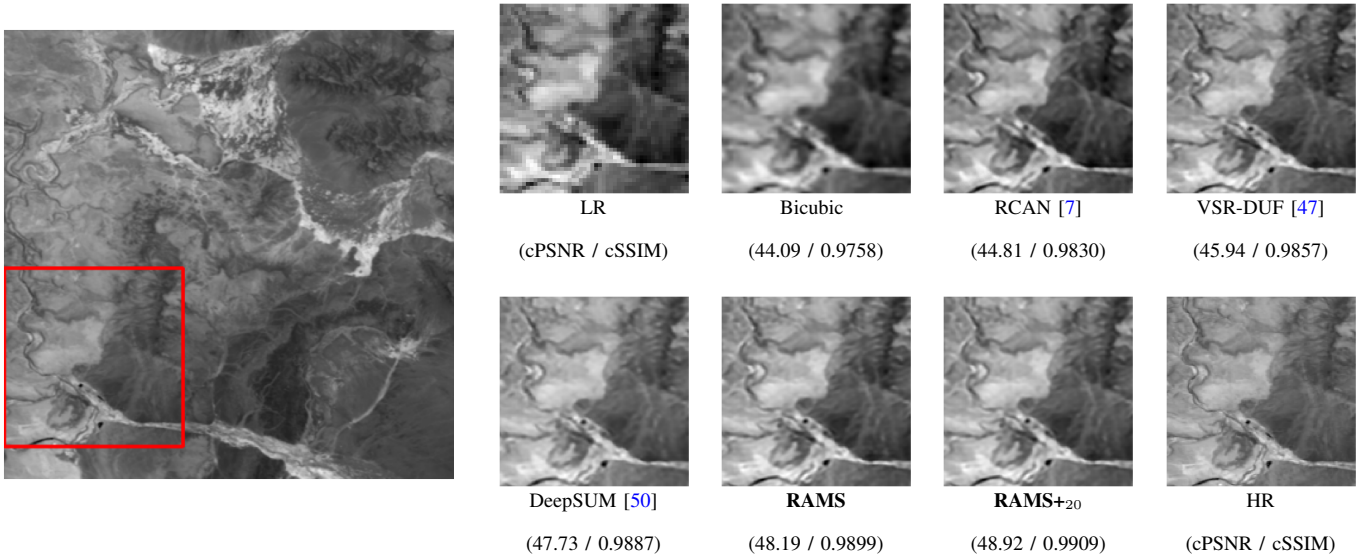 LR
Bicubic
RCAN [7]
VSR-DUF [47]
(cPSNR / cSSIM)
(44.09 / 0.9758)
(44.81 / 0.9830)
(45.94 / 0.9857)
DeepSUM [50]
RAMS
RAMS+20
HR
(47.73 / 0.9887)
(48.19 / 0.9899)
(48.92 / 0.9909)
(cPSNR / cSSIM)